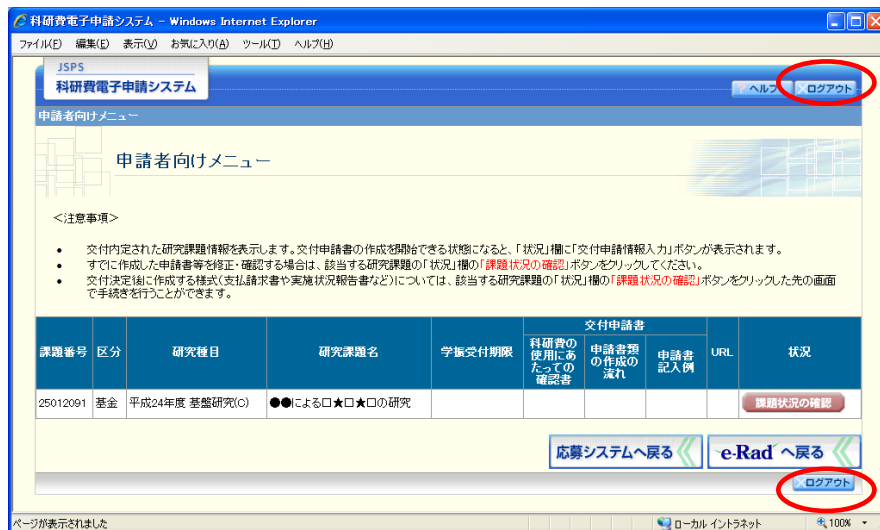 科研費電子申請システム - Windows Internet Explorer
ファイル(F) 編集(E) 表示(V) お気に入り(A) ツール(T) ヘルプ(H)
JSPS
科研費電子申請システム
? ヘルプ ログアウト
申請者向けメニュー
申請者向けメニュー
<注意事項>
• 交付内定された研究課題情報を表示します。交付申請書の作成を開始できる状態になると、「状況」欄に「交付申請情報入力」ボタンが表示されます。
• すでに作成した申請書等を修正・確認する場合は、該当する研究課題の「状況」欄の「課題状況の確認」ボタンをクリックしてください。
• 交付決定後に作成する様式(支払請求書や実施状況報告書など)については、該当する研究課題の「状況」欄の「課題状況の確認」ボタンをクリックした先の画面
で手続きを行うことができます。
交付申請書
課題番号 区分 研究種目 研究課題名 学振受付期限 科研費の使用にあたっての確認書 申請書類の作成の流れ 申請書記入例 URL 状況
25012091 基金 平成24年度 基盤研究(C) ●●による□★□★□の研究 課題状況の確認
応募システムへ戻る e-Rad へ戻る
ログアウト
ページが表示されました ローカル イントラネット 100%